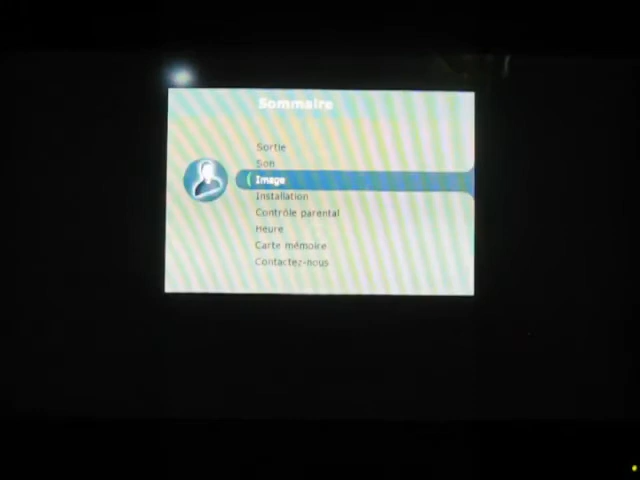 Sommaire
Sortie
Son
Image
Installation
Contrôle parental
Heure
Carte mémoire
Contactez-nous